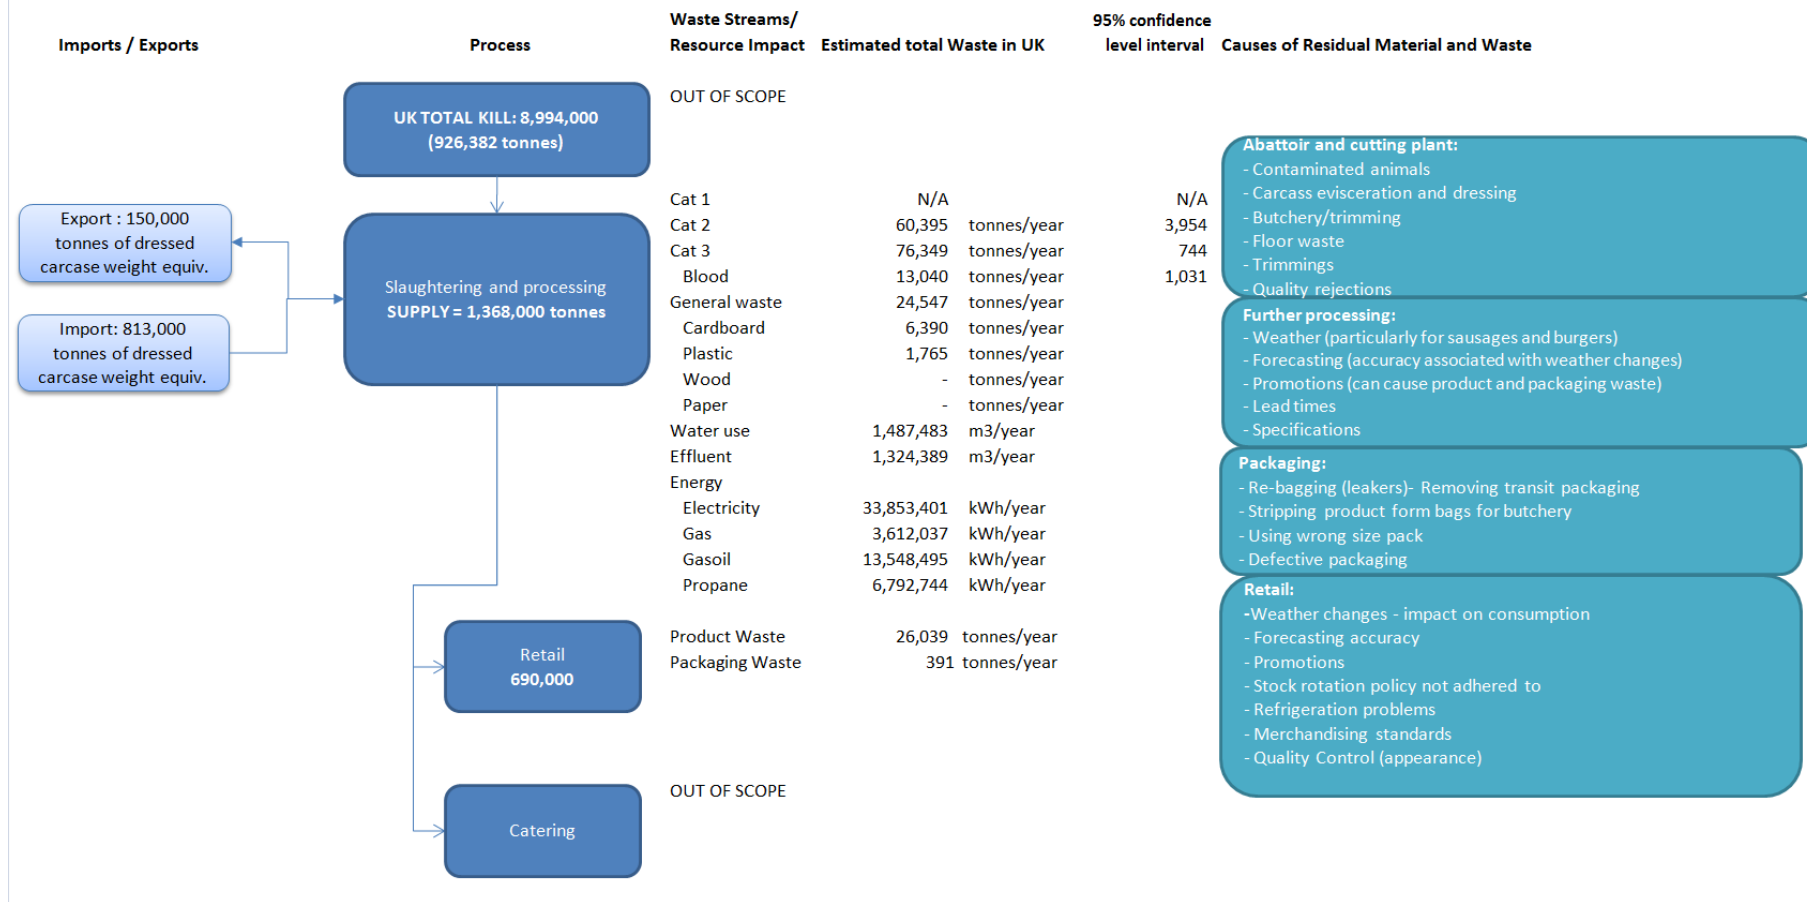 Imports / Exports
Process
Waste Streams/
Resource Impact
Estimated total Waste in UK
95% confidence
level interval
Causes of Residual Material and Waste
UK TOTAL KILL: 8,994,000
(926,382 tonnes)
OUT OF SCOPE
Export : 150,000
tonnes of dressed
carcase weight equiv.
Import: 813,000
tonnes of dressed
carcase weight equiv.
Slaughtering and processing
SUPPLY = 1,368,000 tonnes
Cat 1 N/A N/A
Cat 2 60,395 tonnes/year 3,954
Cat 3 76,349 tonnes/year 744
Blood 13,040 tonnes/year 1,031
General waste 24,547 tonnes/year
Cardboard 6,390 tonnes/year
Plastic 1,765 tonnes/year
Wood - tonnes/year
Paper - tonnes/year
Water use 1,487,483 m3/year
Effluent 1,324,389 m3/year
Energy
Electricity 33,853,401 kWh/year
Gas 3,612,037 kWh/year
Gasoil 13,548,495 kWh/year
Propane 6,792,744 kWh/year
Retail
690,000
Product Waste 26,039 tonnes/year
Packaging Waste 391 tonnes/year
Catering
OUT OF SCOPE
Abattoir and cutting plant:
- Contaminated animals
- Carcass evisceration and dressing
- Butchery/trimming
- Floor waste
- Trimmings
- Quality rejections
Further processing:
- Weather (particularly for sausages and burgers)
- Forecasting (accuracy associated with weather changes)
- Promotions (can cause product and packaging waste)
- Lead times
- Specifications
Packaging:
- Re-bagging (leakers)- Removing transit packaging
- Stripping product form bags for butchery
- Using wrong size pack
- Defective packaging
Retail:
-Weather changes - impact on consumption
- Forecasting accuracy
- Promotions
- Stock rotation policy not adhered to
- Refrigeration problems
- Merchandising standards
- Quality Control (appearance)